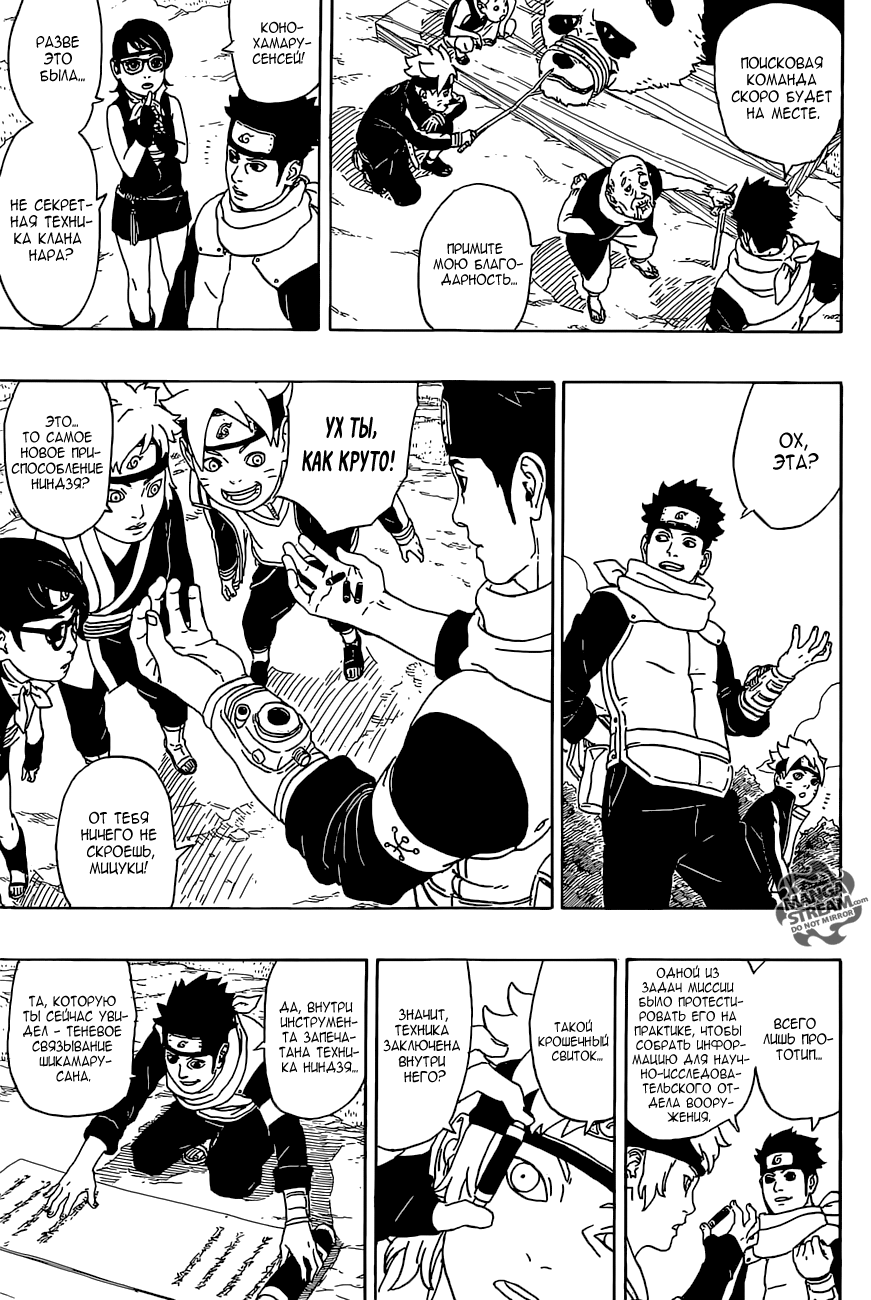 ПОИСКОВАЯ
КОМАНДА
СКОРО БУДЕТ
НА МЕСТЕ.
ПРИМИТЕ
МОЮ БЛАГО-
ДАРНОСТЬ...
КОНО-
ХАМАРУ-
СЕНСЕЙ!
РАЗВЕ
ЭТО
БЫЛА...
НЕ СЕКРЕТ-
НАЯ ТЕХНИ-
КА КЛАНА
НАРА?
ОХ,
ЭТА?
УХ ТЫ,
КАК КРУТО!
ЭТО...
ТО САМОЕ
НОВОЕ ПРИ-
СПОСОБЛЕНИЕ
НИНДЗЯ?
ОТ ТЕБЯ
НИЧЕГО НЕ
СКРОЕШЬ,
МИЦУКИ!
MANGA
STREAM.com
DO NOT MIRROR
ВСЕГО
ЛИШЬ ПРО-
ТОТИП...
ОДНОЙ ИЗ
ЗАДАЧ МИССИИ
БЫЛО ПРОТЕСТИ-
РОВАТЬ ЕГО НА
ПРАКТИКЕ, ЧТОБЫ
СОБРАТЬ ИНФОР-
МАЦИЮ ДЛЯ НАУЧ-
НО-ИССЛЕДОВА-
ТЕЛЬСКОГО ОТ-
ДЕЛА ВООРУ-
ЖЕНИЯ.
ТАКОЙ
КРОШЕЧНЫЙ
СВИТОК...
ЗНАЧИТ,
ТЕХНИКА
ЗАКЛЮЧЕНА
ВНУТРИ
НЕГО?
ДА, ВНУТРИ
ИНСТРУМЕН-
ТА ЗАПЕЧА-
ТАНА ТЕХНИ-
КА НИНДЗЯ...
ТА, КОТОРУЮ
ТЫ СЕЙЧАС УВИ-
ДЕЛ - ТЕНЕВОЕ
СВЯЗЫВАНИЕ
ШИКАМАРУ-
САНА.